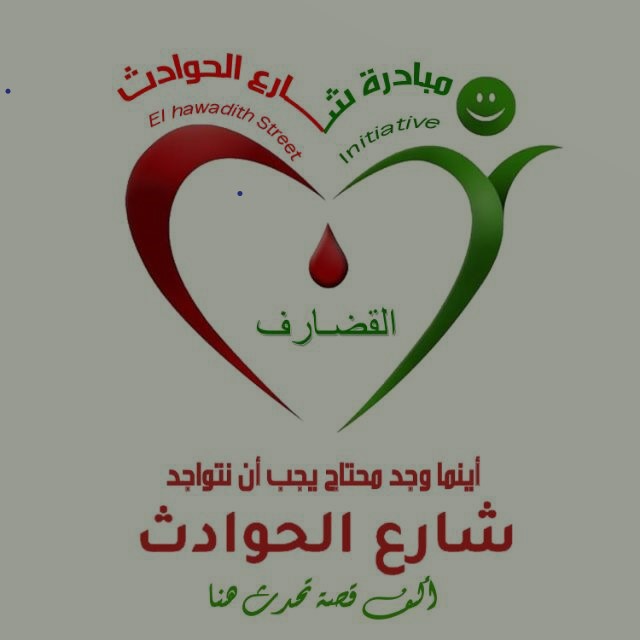 مبادرة شارع الحوادث
El hawadith Street
Initiative
القضارف
أينما وجد محتاج يجب أن نتواجد
شارع الحوادث
ألف قصة تحدث هنا